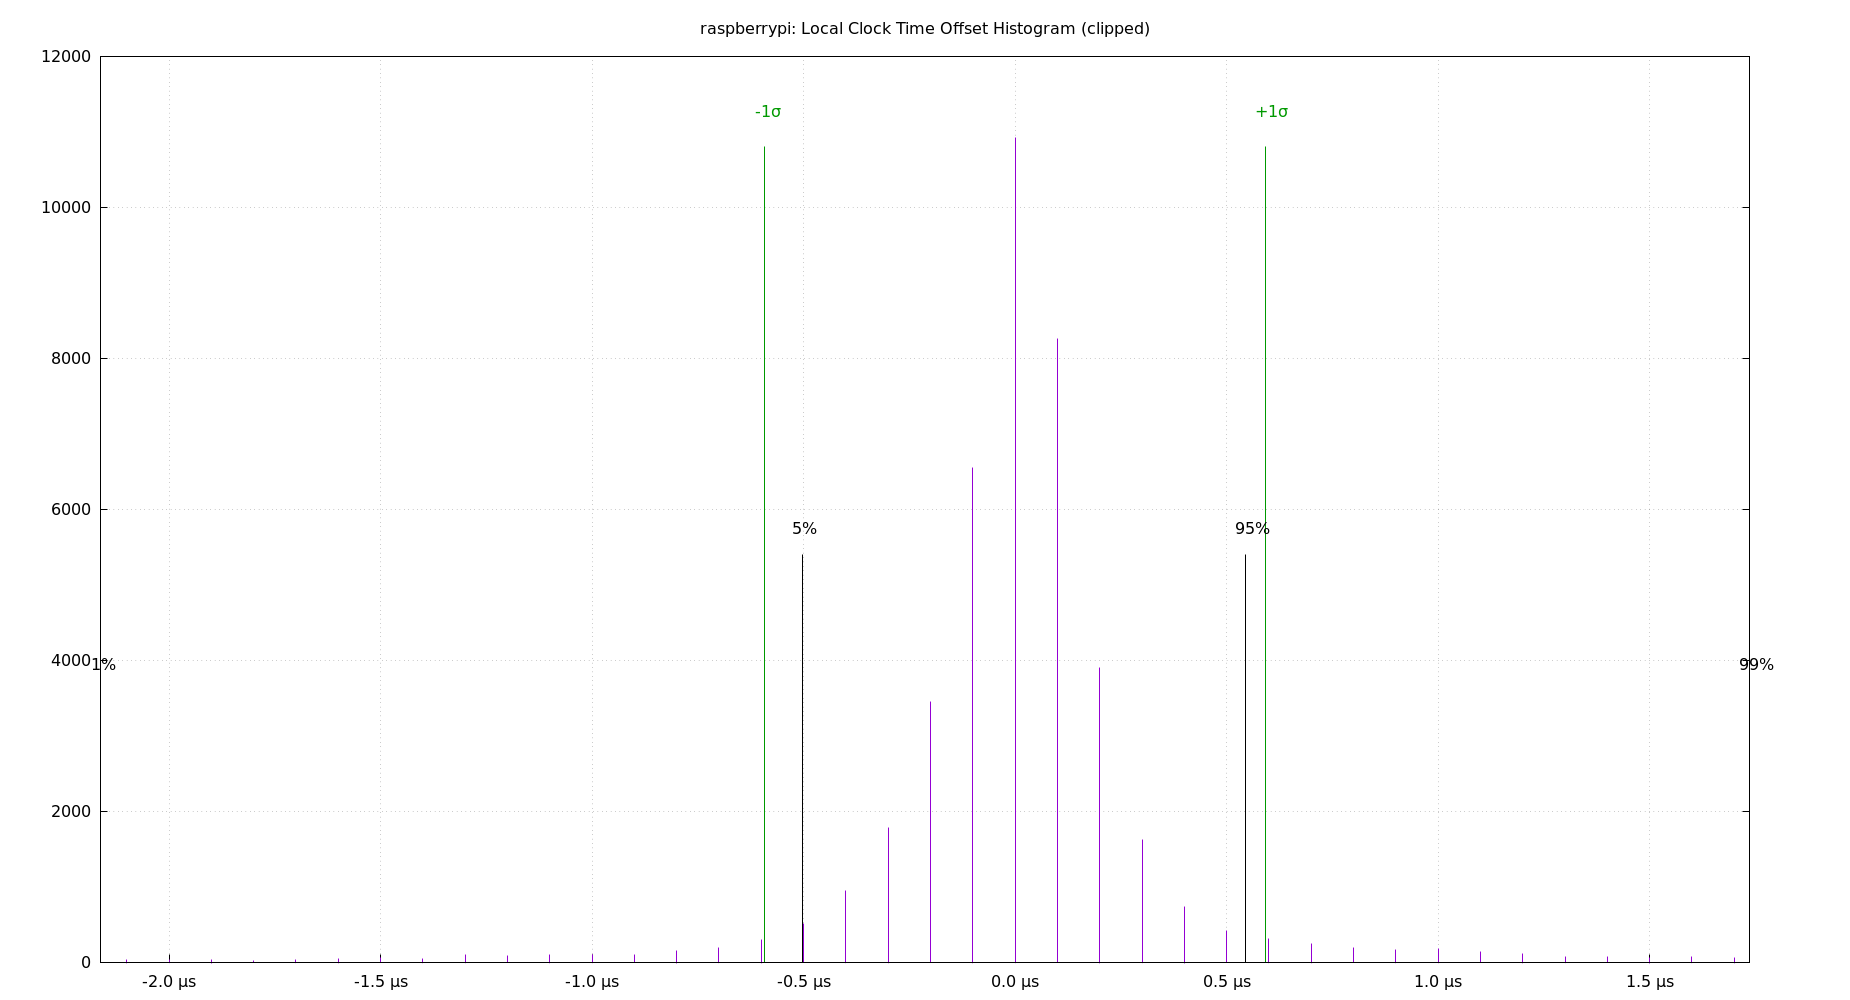 raspberrypi: Local Clock Time Offset Histogram (clipped)
12000
-1σ +1σ
10000
8000
6000
5% 95%
4000 1% 99%
2000
0
-2.0 μs -1.5 μs -1.0 μs -0.5 μs 0.0 μs 0.5 μs 1.0 μs 1.5 μs